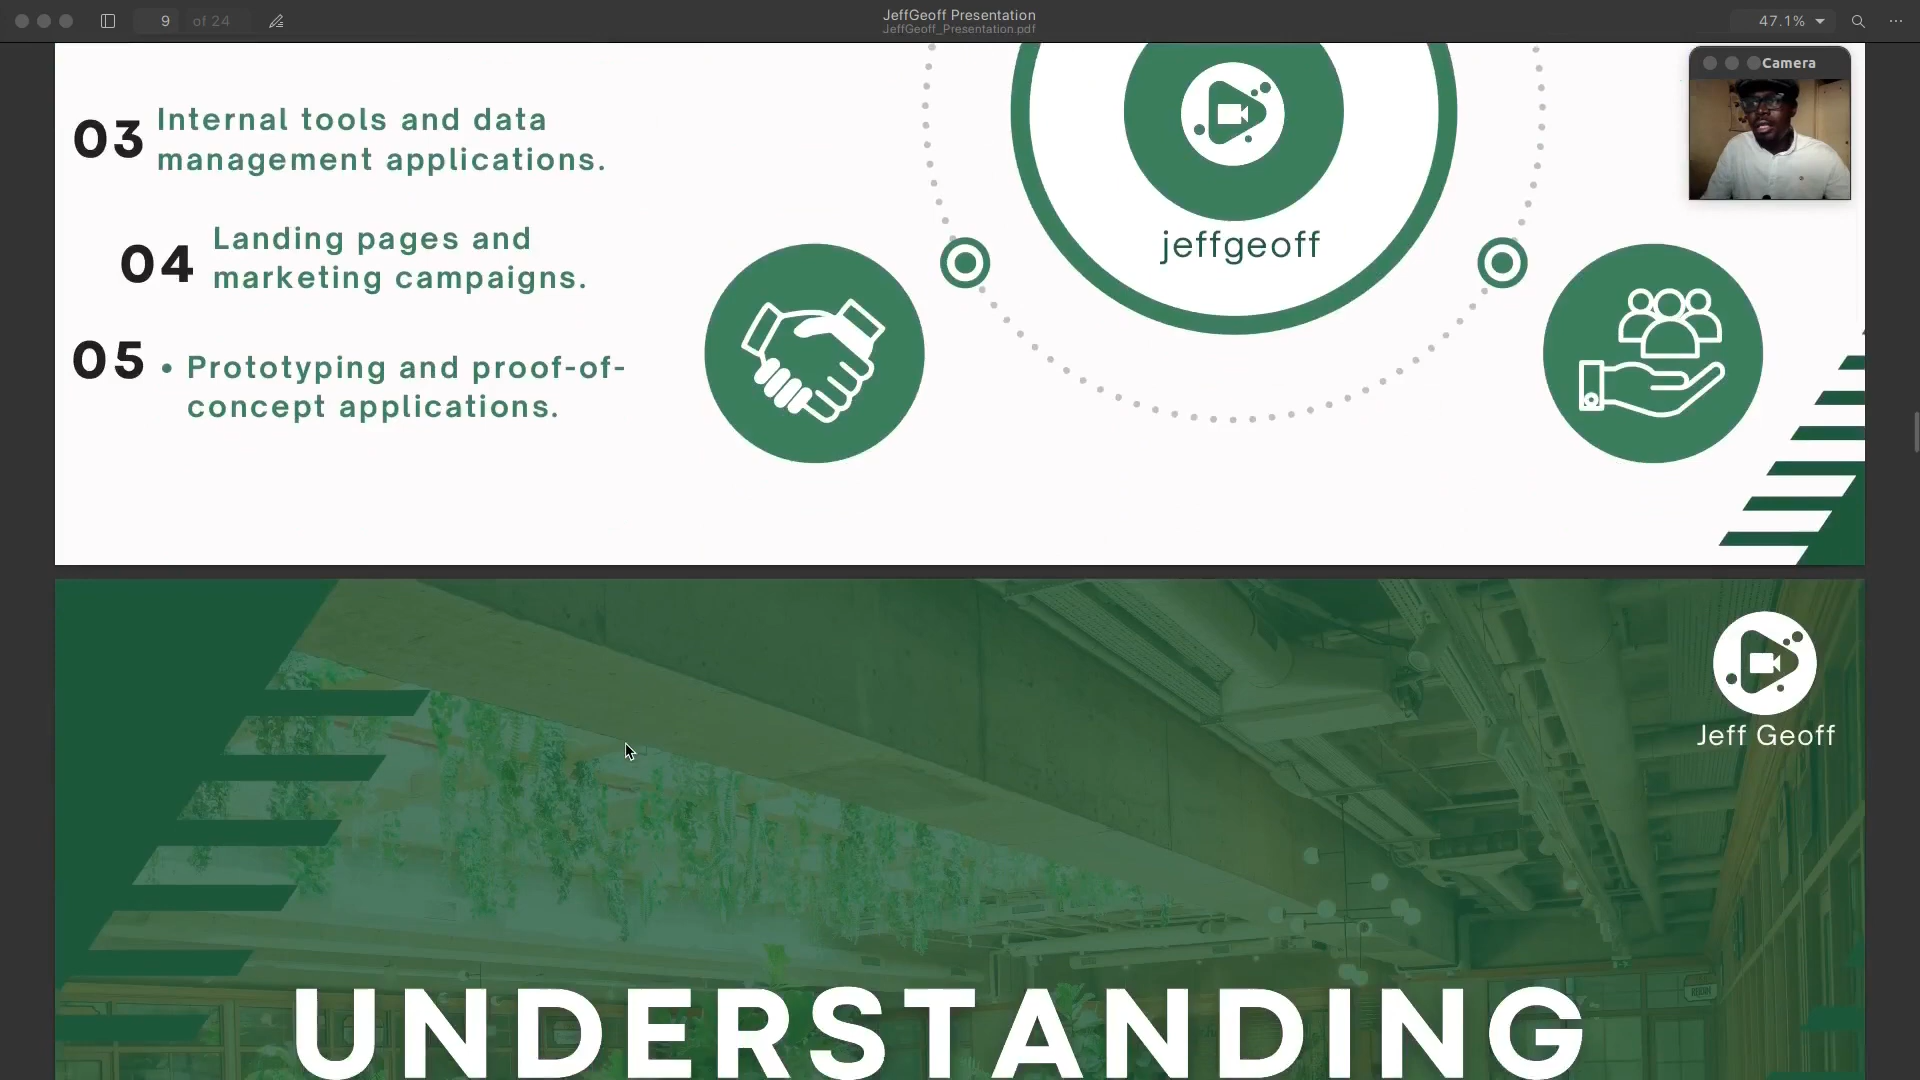 9 of 24
JeffGeoff Presentation
JeffGeoff_Presentation.pdf
47.1%
Camera
03 Internal tools and data
management applications.
04 Landing pages and
marketing campaigns.
05 • Prototyping and proof-of-
concept applications.
jeffgeoff
Jeff Geoff
UNDERSTANDING